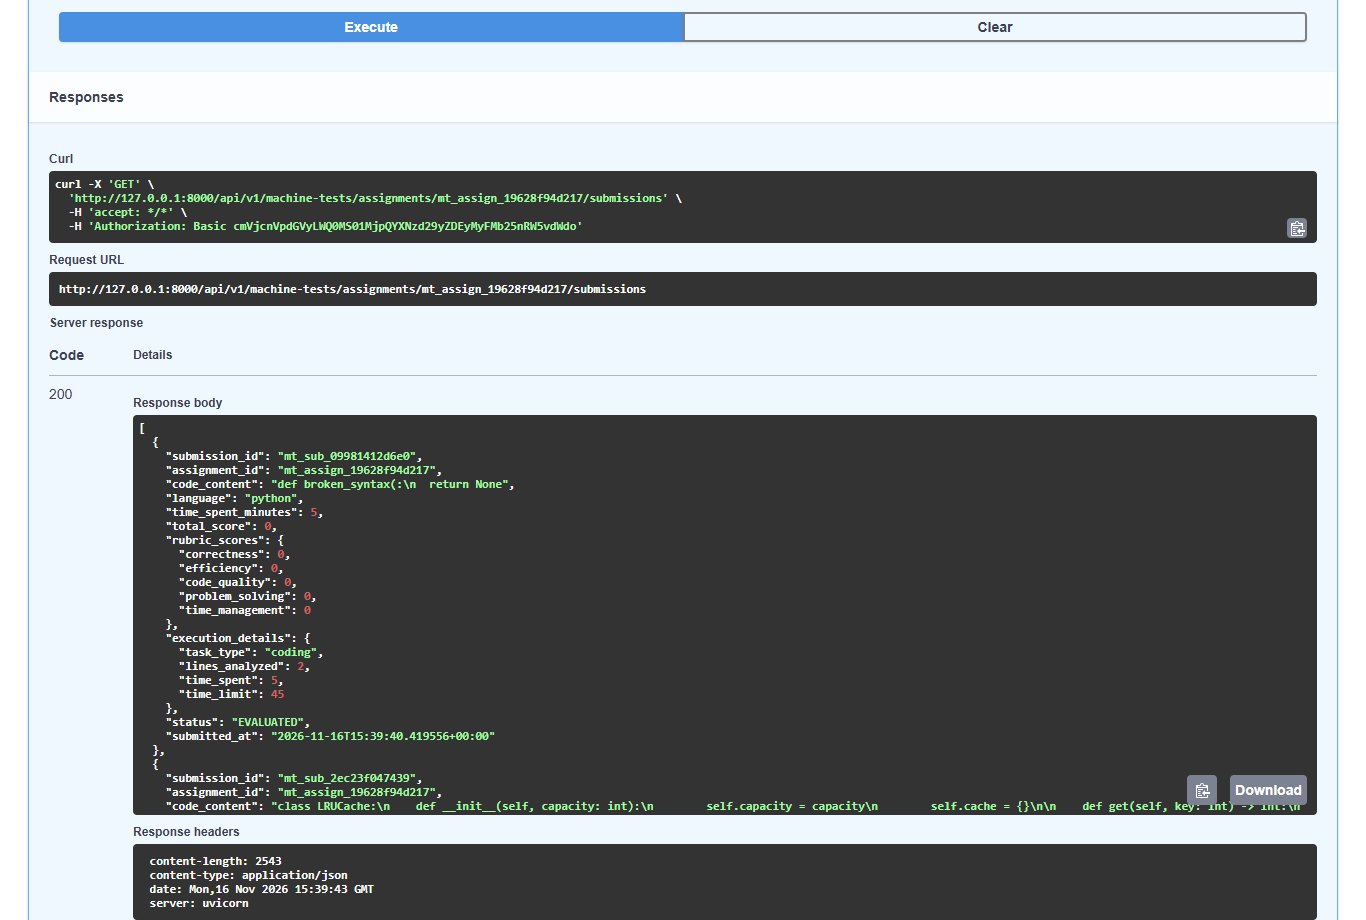 Execute
Clear
Responses
Curl
curl -X 'GET' \
  'http://127.0.0.1:8000/api/v1/machine-tests/assignments/mt_assign_19628f94d217/submissions' \
  -H 'accept: */*' \
  -H 'Authorization: Basic cmVjcnVpdGVyLWQ0MS01MjpQYXNzd29yZDEyMyFMb25nRW5vdWdo'
Request URL
http://127.0.0.1:8000/api/v1/machine-tests/assignments/mt_assign_19628f94d217/submissions
Server response
Code
Details
200
Response body
[
  {
    "submission_id": "mt_sub_09981412d6e0",
    "assignment_id": "mt_assign_19628f94d217",
    "code_content": "def broken_syntax(:\n  return None",
    "language": "python",
    "time_spent_minutes": 5,
    "total_score": 0,
    "rubric_scores": {
      "correctness": 0,
      "efficiency": 0,
      "code_quality": 0,
      "problem_solving": 0,
      "time_management": 0
    },
    "execution_details": {
      "task_type": "coding",
      "lines_analyzed": 2,
      "time_spent": 5,
      "time_limit": 45
    },
    "status": "EVALUATED",
    "submitted_at": "2026-11-16T15:39:40.419556+00:00"
  },
  {
    "submission_id": "mt_sub_2ec23f047439",
    "assignment_id": "mt_assign_19628f94d217",
    "code_content": "class LRUCache:\n    def __init__(self, capacity: int):\n        self.capacity = capacity\n        self.cache = {}\n\n    def get(self, key: int) -> int:\n
Download
Response headers
content-length: 2543
content-type: application/json
date: Mon,16 Nov 2026 15:39:43 GMT
server: uvicorn